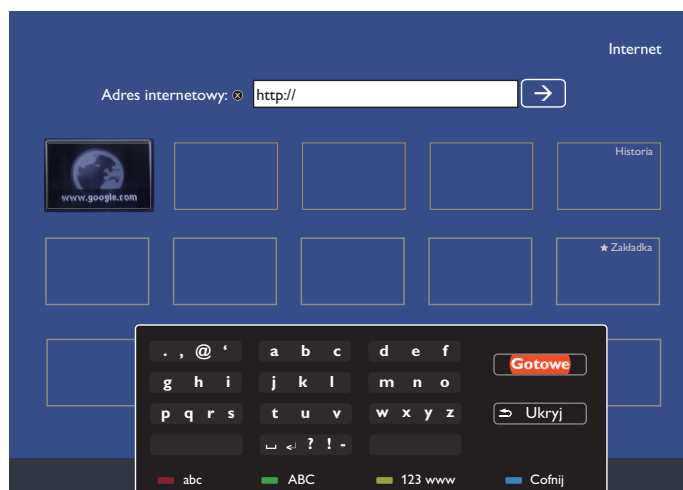 Internet
Adres internetowy: http:// →
www.google.com
Historia
★ Zakładka
. , @ ‘ a b c d e f
Gotowe
g h i j k l m n o
p q r s t u v w x y z
Ukryj
␣ ↵ ? ! -
abc ABC 123 www Cofnij